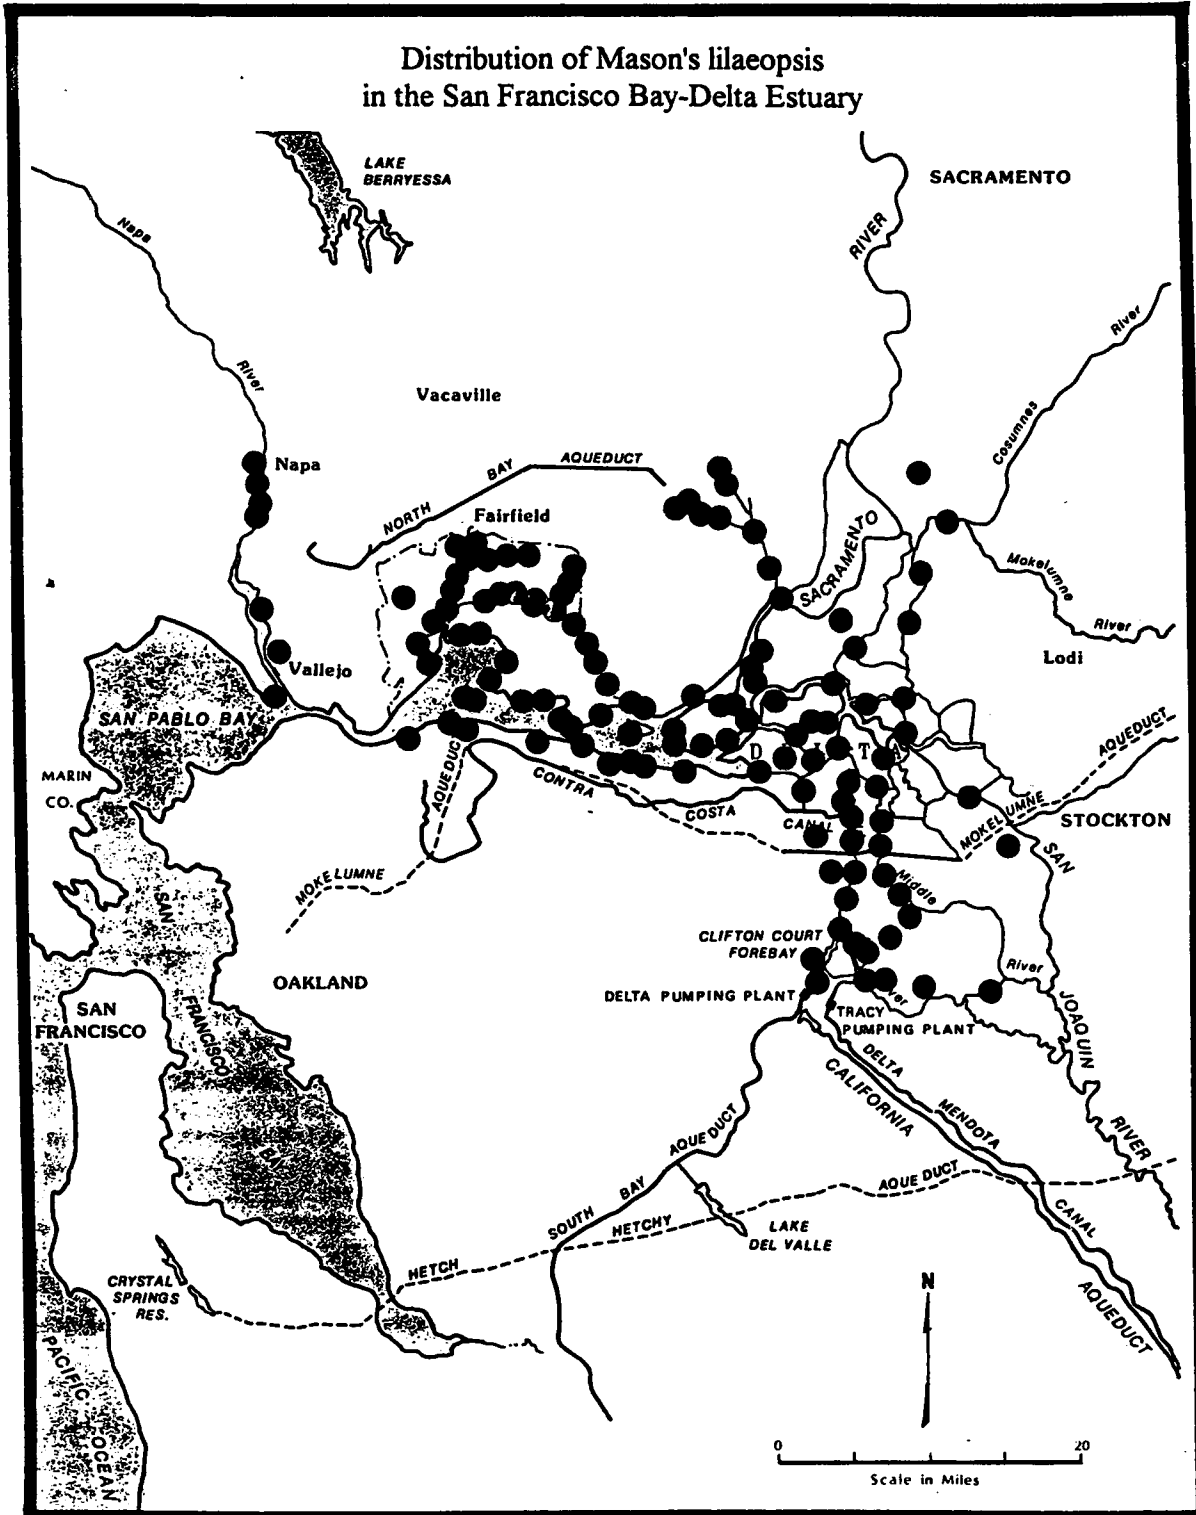 Distribution of Mason's lilaeopsis
in the San Francisco Bay-Delta Estuary
LAKE
BERRYESSA
SACRAMENTO
Napa
River
RIVER
River
Cosumnes
Vacaville
Napa
NORTH BAY AQUEDUCT
Fairfield
SACRAMENTO
Mokelumne
River
Lodi
Vallejo
SAN PABLO BAY
MARIN
CO.
AQUEDUC
CONTRA
COSTA
CANAL
D
L
T
A
AQUEDUCT
MOKELUMNE
STOCKTON
MOKELUMNE
SAN
FRANCISCO
BAY
OAKLAND
SAN
FRANCISCO
CLIFTON COURT
FOREBAY
Middle
River
DELTA PUMPING PLANT
TRACY
PUMPING PLANT
SAN
JOAQUIN
RIVER
DELTA
MENDOTA
CANAL
CALIFORNIA
AQUEDUCT
SOUTH BAY AQUEDUCT
HETCH
HETCHY
AQUEDUCT
LAKE
DEL VALLE
CRYSTAL
SPRINGS
RES.
PACIFIC
OCEAN
N
0 20
Scale in Miles